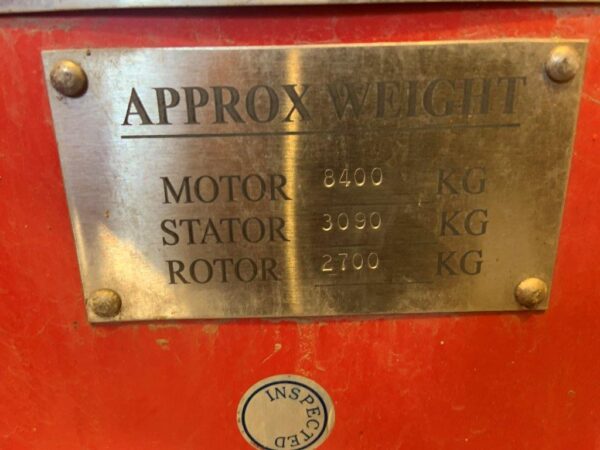 APPROX WEIGHT
MOTOR 8400 KG
STATOR 3090 KG
ROTOR 2700 KG
INSPECTED